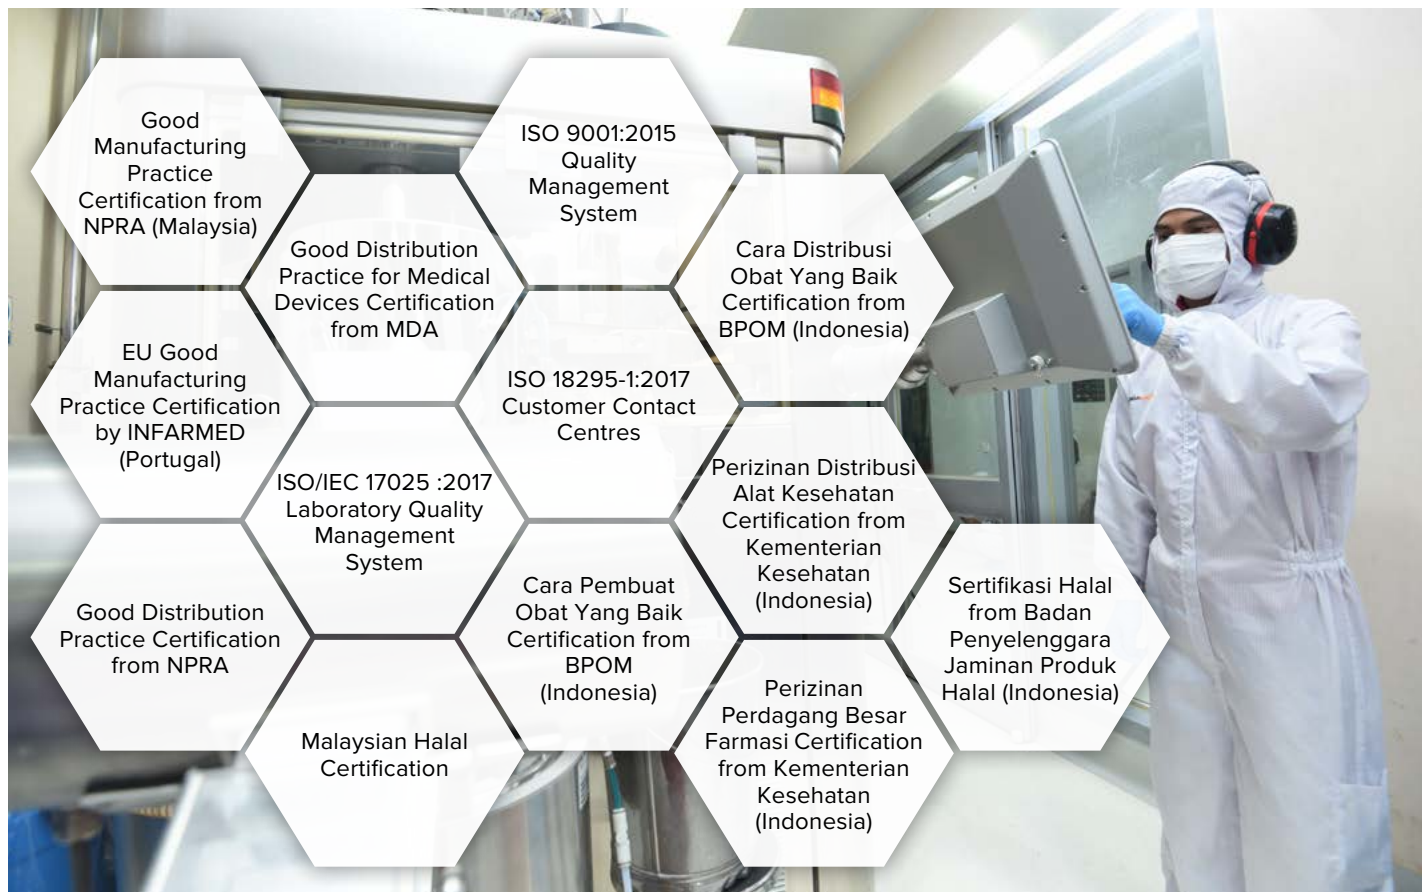 Good
Manufacturing
Practice
Certification from
NPRA (Malaysia)
EU Good
Manufacturing
Practice Certification
by INFARMED
(Portugal)
Good Distribution
Practice Certification
from NPRA
Good Distribution
Practice for Medical
Devices Certification
from MDA
ISO/IEC 17025 :2017
Laboratory Quality
Management
System
Malaysian Halal
Certification
ISO 9001:2015
Quality
Management
System
ISO 18295-1:2017
Customer Contact
Centres
Cara Pembuat
Obat Yang Baik
Certification from
BPOM
(Indonesia)
Cara Distribusi
Obat Yang Baik
Certification from
BPOM (Indonesia)
Perizinan Distribusi
Alat Kesehatan
Certification from
Kementerian
Kesehatan
(Indonesia)
Perizinan
Perdagang Besar
Farmasi Certification
from Kementerian
Kesehatan
(Indonesia)
Sertifikasi Halal
from Badan
Penyelenggara
Jaminan Produk
Halal (Indonesia)